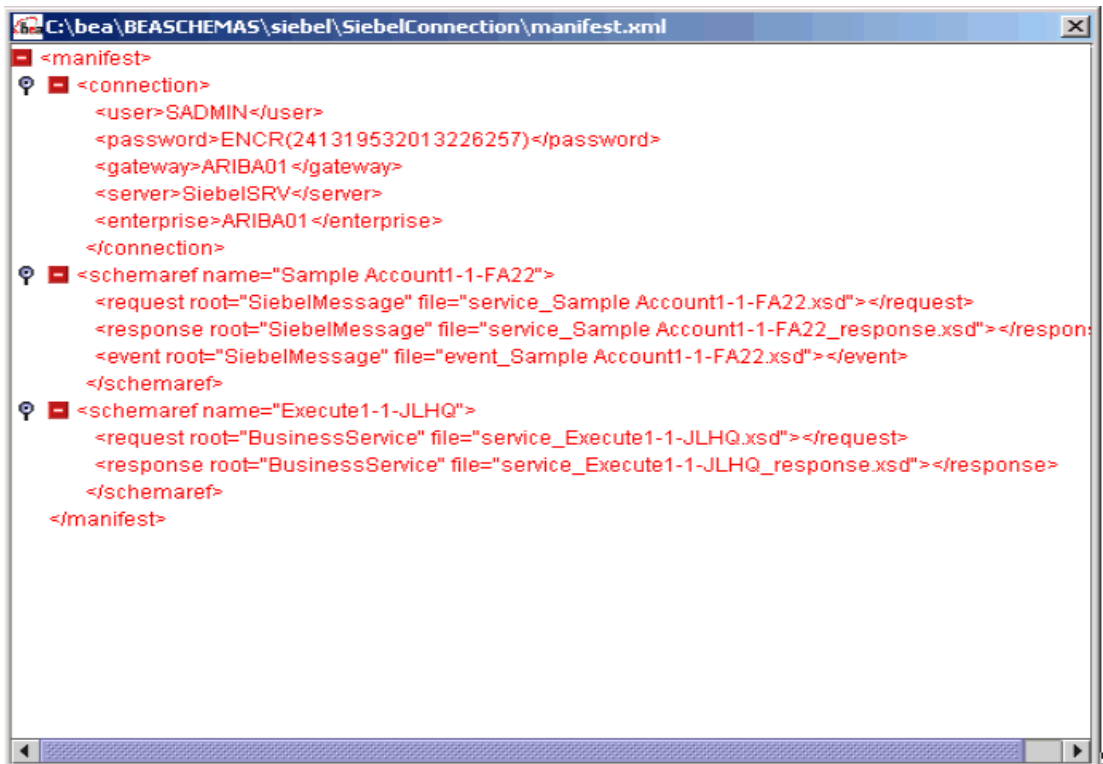 bea C:\bea\BEASCHEMAS\siebel\SiebelConnection\manifest.xml
<manifest>
<connection>
<user>SADMIN</user>
<password>ENCR(241319532013226257)</password>
<gateway>ARIBA01</gateway>
<server>SiebelSRV</server>
<enterprise>ARIBA01</enterprise>
</connection>
<schemaref name="Sample Account1-1-FA22">
<request root="SiebelMessage" file="service_Sample Account1-1-FA22.xsd"></request>
<response root="SiebelMessage" file="service_Sample Account1-1-FA22_response.xsd"></respon
<event root="SiebelMessage" file="event_Sample Account1-1-FA22.xsd"></event>
</schemaref>
<schemaref name="Execute1-1-JLHQ">
<request root="BusinessService" file="service_Execute1-1-JLHQ.xsd"></request>
<response root="BusinessService" file="service_Execute1-1-JLHQ_response.xsd"></response>
</schemaref>
</manifest>